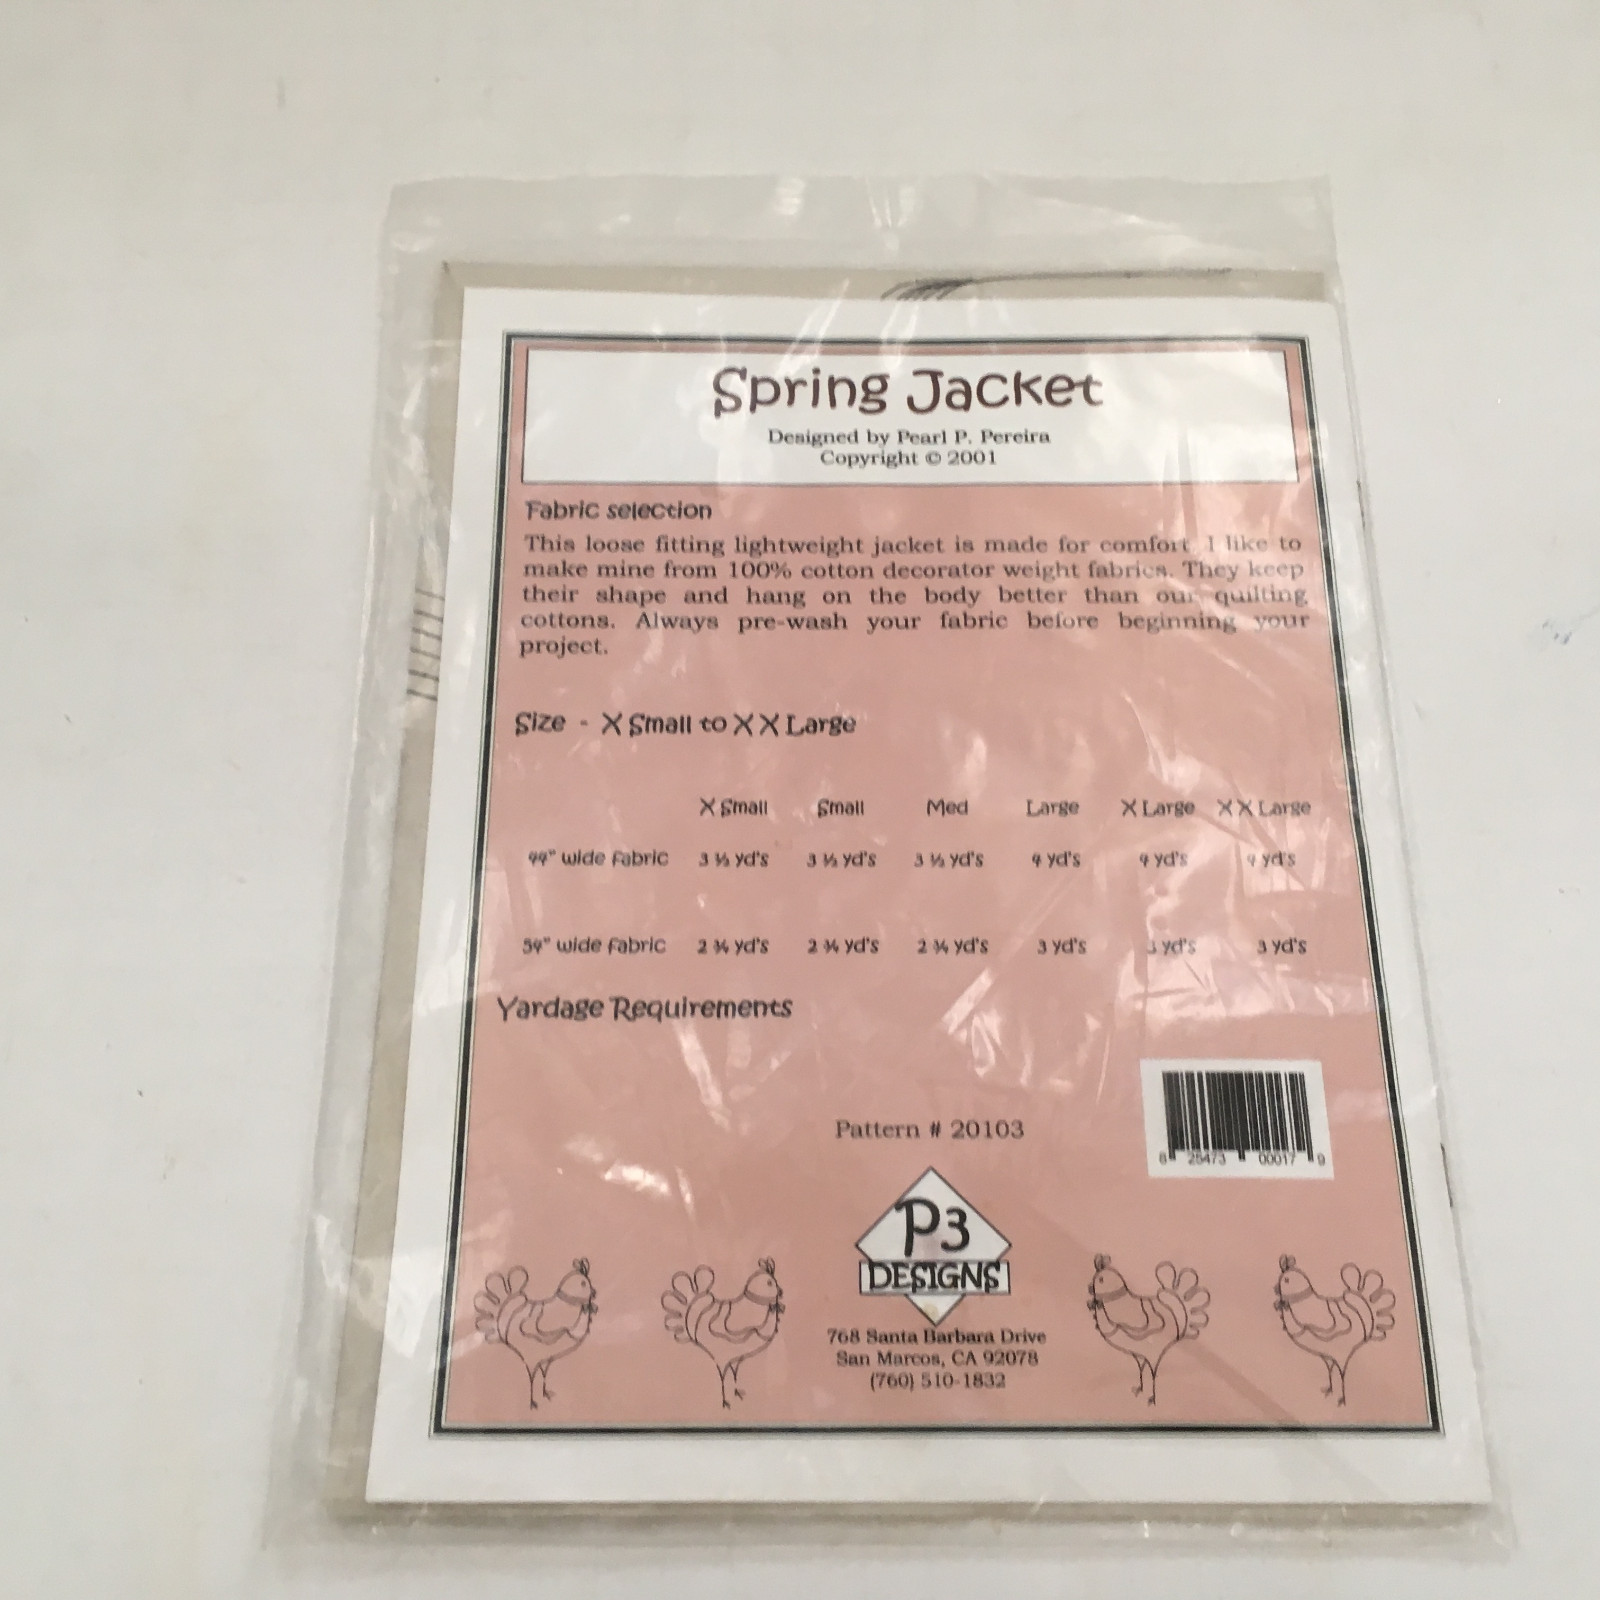 Spring Jacket
Designed by Pearl P. Pereira
Copyright © 2001
Fabric selection
This loose fitting lightweight jacket is made for comfort. I like to
make mine from 100% cotton decorator weight fabrics. They keep
their shape and hang on the body better than our quilting
cottons. Always pre-wash your fabric before beginning your
project.
Size - X Small to X X Large
X Small Small Med Large X Large X X Large
44" wide fabric 3 ½ yd's 3 ½ yd's 3 ½ yd's 4 yd's 4 yd's 4 yd's
54" wide fabric 2 ¾ yd's 2 ¾ yd's 2 ¾ yd's 3 yd's 3 yd's 3 yd's
Yardage Requirements
Pattern # 20103
8 25473 00017 9
P3
DESIGNS
768 Santa Barbara Drive
San Marcos, CA 92078
(760) 510-1832